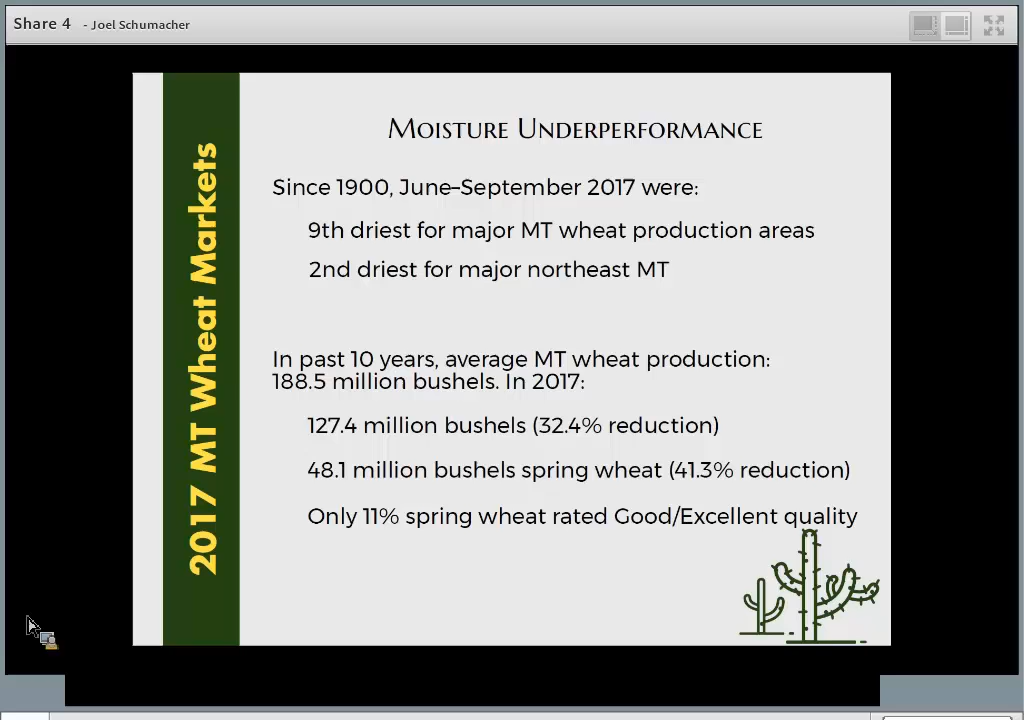 Share 4 - Joel Schumacher
2017 MT Wheat Markets
Moisture Underperformance
Since 1900, June–September 2017 were:
9th driest for major MT wheat production areas
2nd driest for major northeast MT
In past 10 years, average MT wheat production:
188.5 million bushels. In 2017:
127.4 million bushels (32.4% reduction)
48.1 million bushels spring wheat (41.3% reduction)
Only 11% spring wheat rated Good/Excellent quality